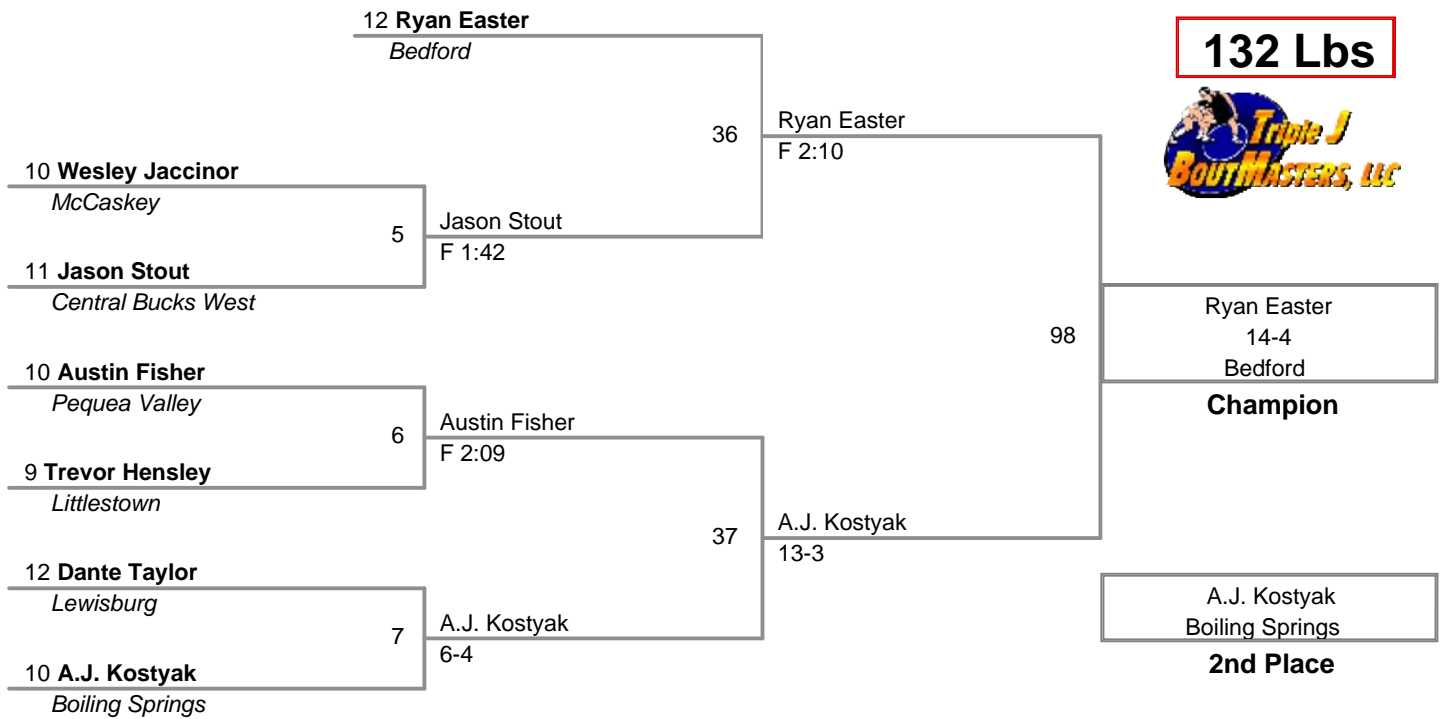 12 Ryan Easter
Bedford
132 Lbs
Triple J
BoutMasters, LLC
36
Ryan Easter
F 2:10
10 Wesley Jaccinor
McCaskey
5
Jason Stout
F 1:42
11 Jason Stout
Central Bucks West
98
Ryan Easter
14-4
Bedford
Champion
10 Austin Fisher
Pequea Valley
6
Austin Fisher
F 2:09
9 Trevor Hensley
Littlestown
37
A.J. Kostyak
13-3
12 Dante Taylor
Lewisburg
7
A.J. Kostyak
6-4
10 A.J. Kostyak
Boiling Springs
A.J. Kostyak
Boiling Springs
2nd Place